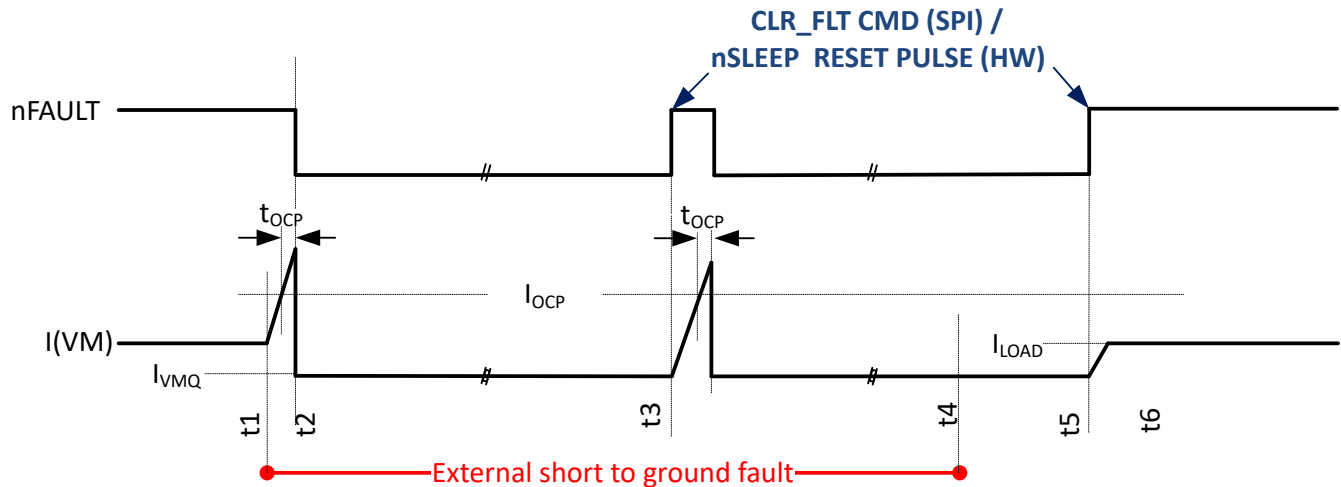 CLR_FLT CMD (SPI) /
nSLEEP RESET PULSE (HW)
nFAULT
tOCP
tOCP
IOCP
I(VM)
ILOAD
IVMQ
t1
t2
t3
t4
t5
t6
External short to ground fault